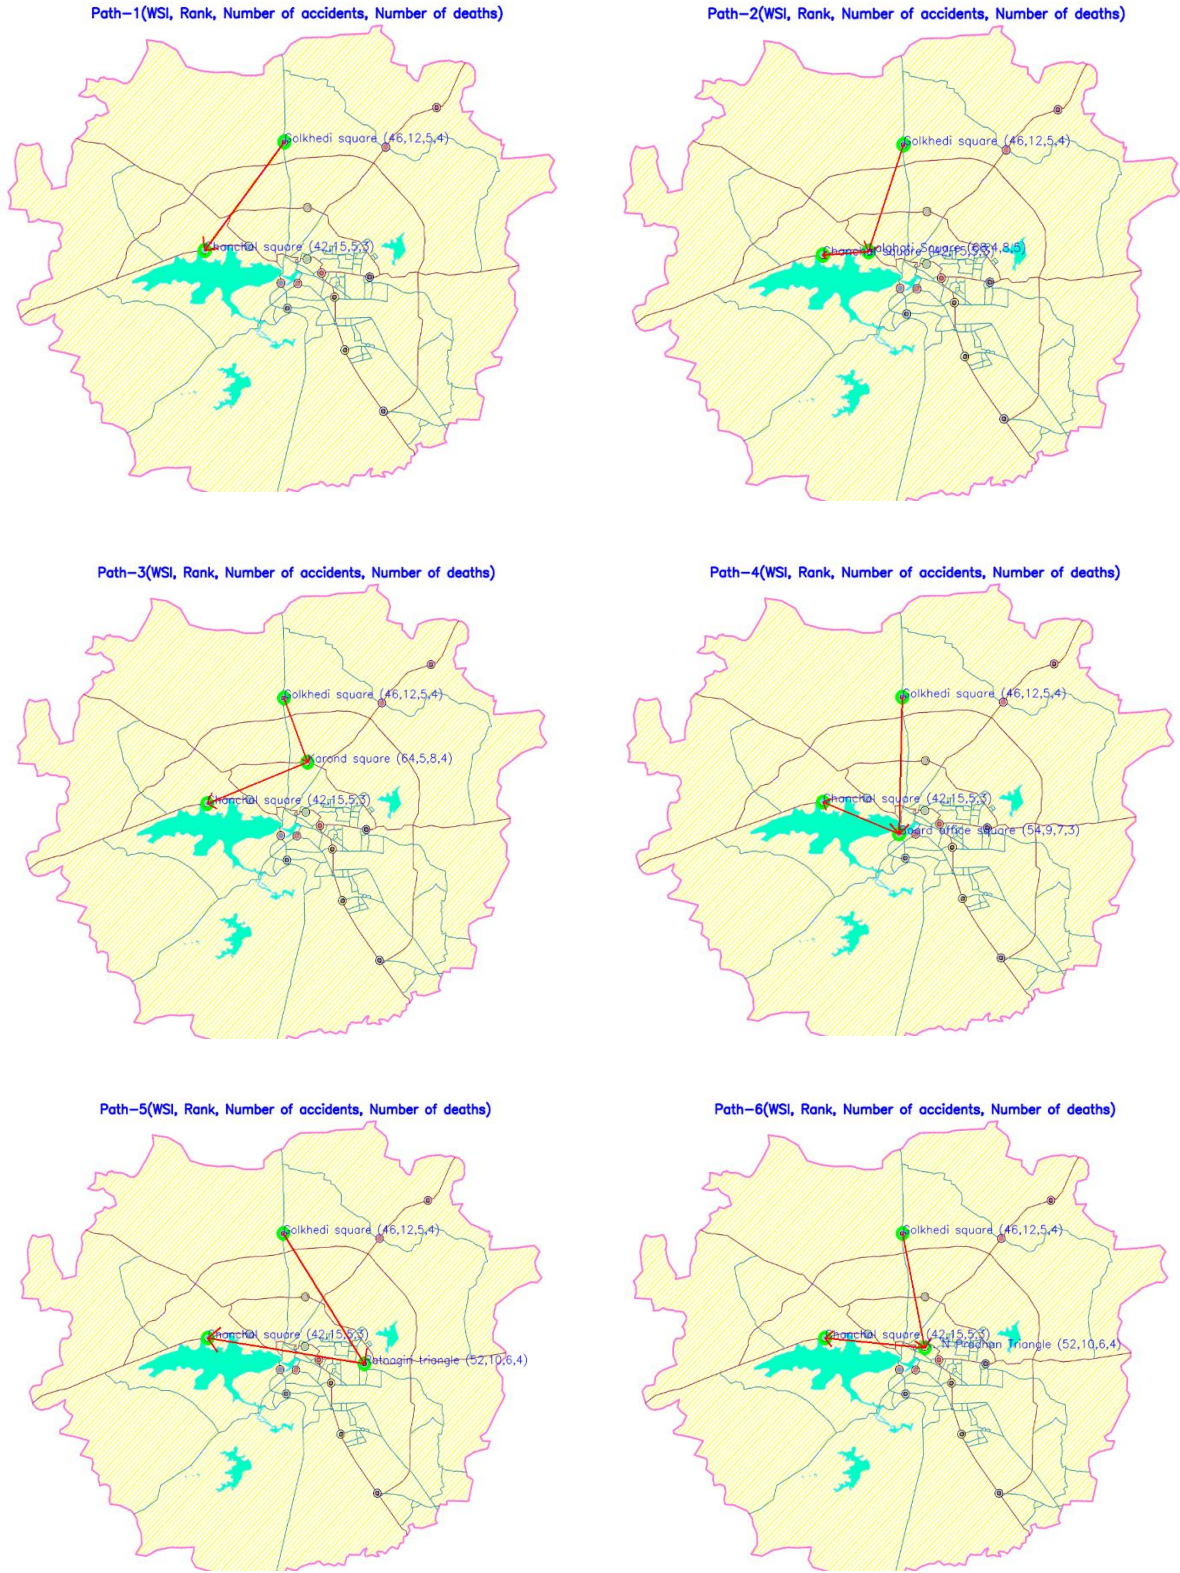 Path-1(WSI, Rank, Number of accidents, Number of deaths)
Golkhedi square (46,12,5,4)
Chanchal square (42,15,5,3)
Path-2(WSI, Rank, Number of accidents, Number of deaths)
Golkhedi square (46,12,5,4)
Square
Path-3(WSI, Rank, Number of accidents, Number of deaths)
Golkhedi square (46,12,5,4)
Karond square (64,5,8,4)
Chanchal square (42,15,5,3)
Path-4(WSI, Rank, Number of accidents, Number of deaths)
Golkhedi square (46,12,5,4)
Chanchal square (42,15,5,3)
Board office square (54,9,7,3)
Path-5(WSI, Rank, Number of accidents, Number of deaths)
Golkhedi square (46,12,5,4)
Chanchal square (42,15,5,3)
Ratnagiri triangle (52,10,6,4)
Path-6(WSI, Rank, Number of accidents, Number of deaths)
Golkhedi square (46,12,5,4)
Chanchal square (42,15,5,3)
N Pradhan Triangle (52,10,6,4)